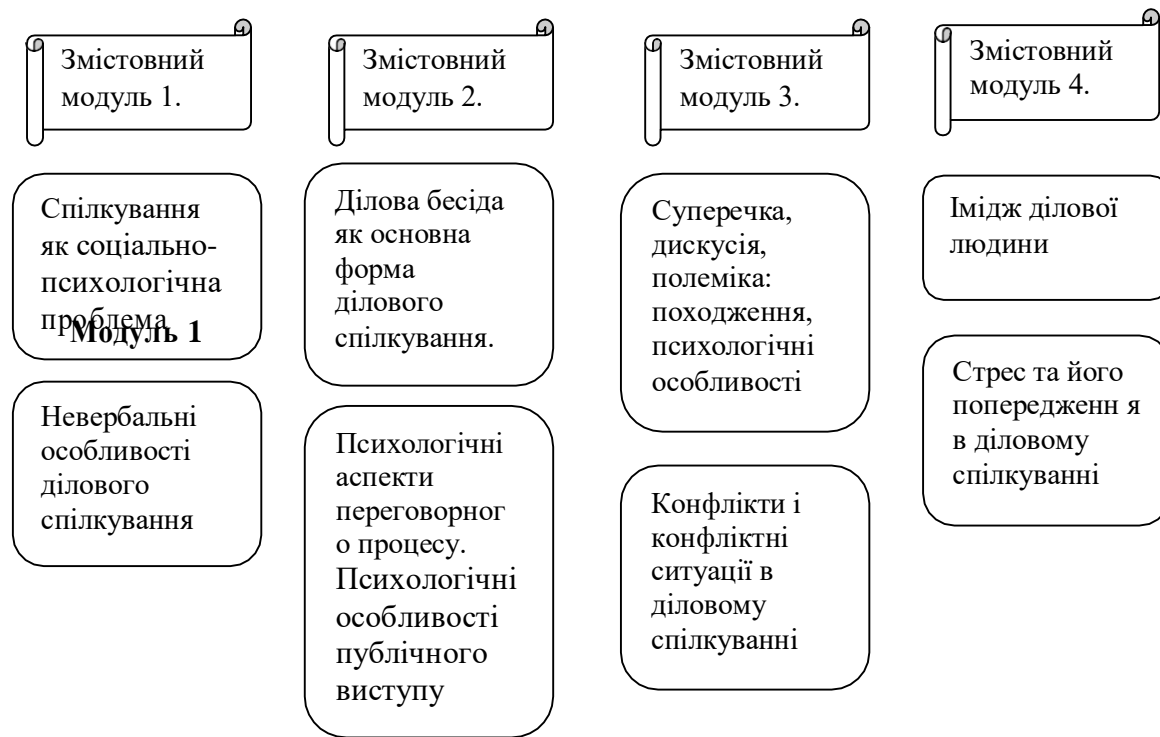 Змістовний
модуль 1.
Спілкування
як соціально-
психологічна
проблема
Модуль 1
Невербальні
особливості
ділового
спілкування
Змістовний
модуль 2.
Ділова бесіда
як основна
форма
ділового
спілкування.
Психологічні
аспекти
переговорног
о процесу.
Психологічні
особливості
публічного
виступу
Змістовний
модуль 3.
Суперечка,
дискусія,
полеміка:
походження,
психологічні
особливості
Конфлікти і
конфліктні
ситуації в
діловому
спілкуванні
Змістовний
модуль 4.
Імідж ділової
людини
Стрес та його
попередженн я
в діловому
спілкуванні